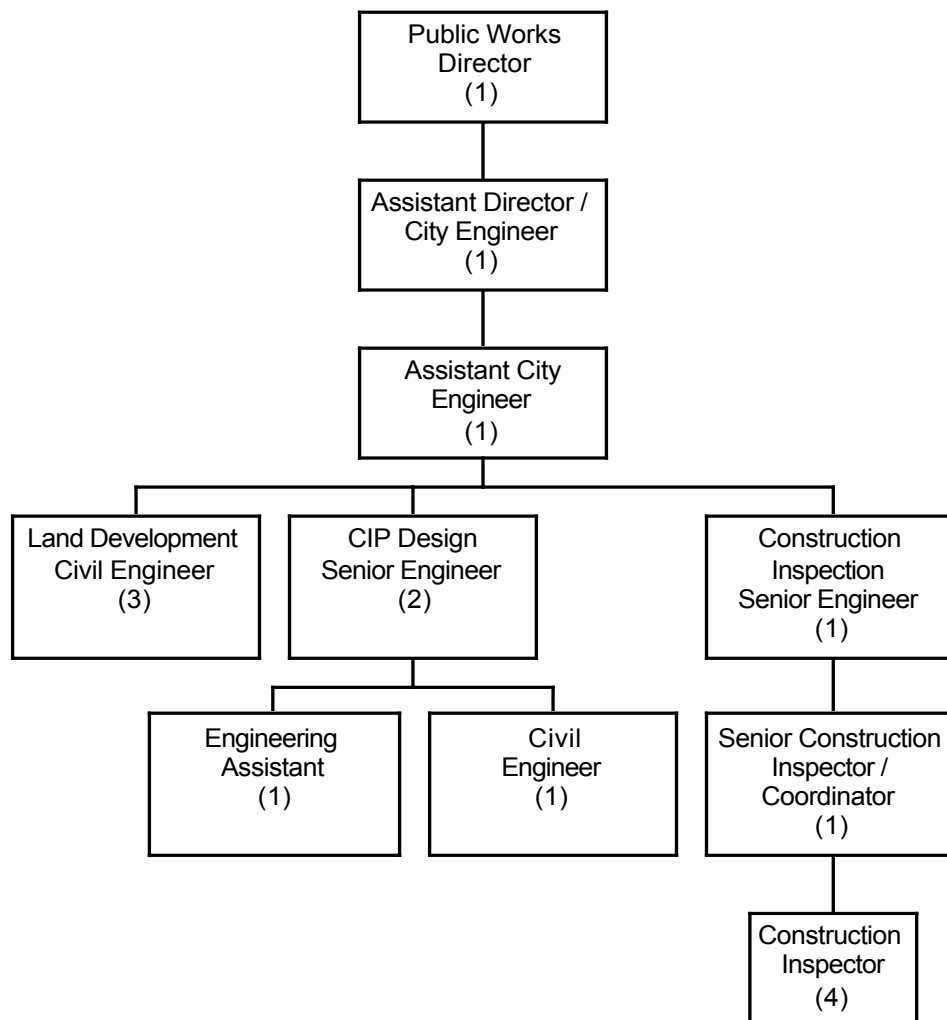 Public Works
Director
(1)
Assistant Director /
City Engineer
(1)
Assistant City
Engineer
(1)
Land Development
Civil Engineer
(3)
CIP Design
Senior Engineer
(2)
Construction
Inspection
Senior Engineer
(1)
Engineering
Assistant
(1)
Civil
Engineer
(1)
Senior Construction
Inspector /
Coordinator
(1)
Construction
Inspector
(4)